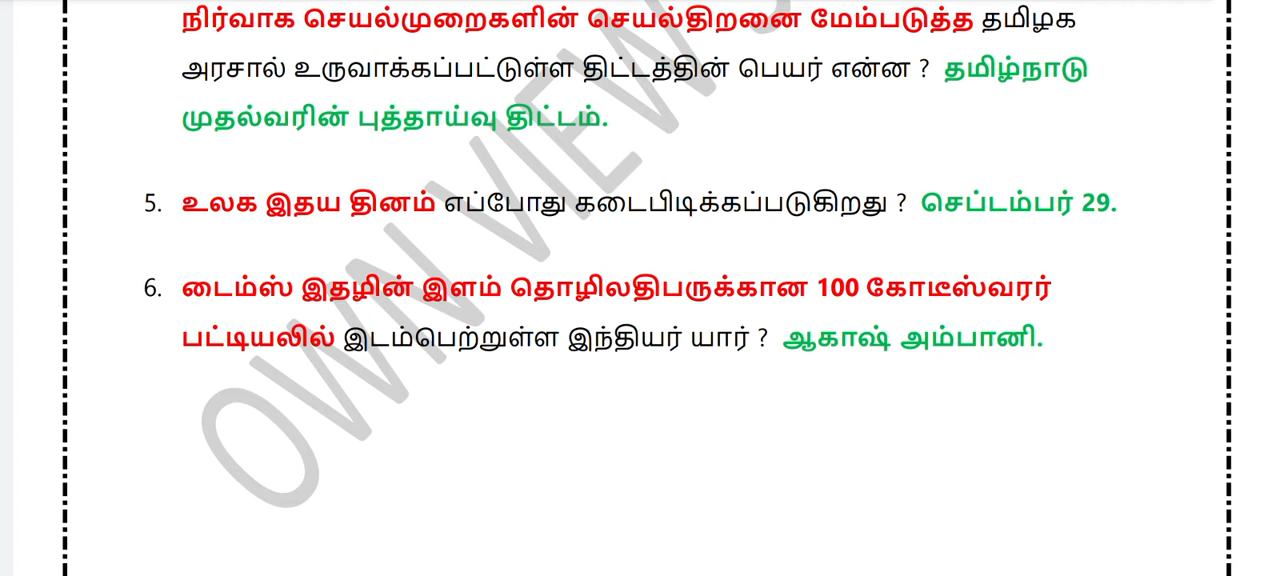 நிர்வாக செயல்முறைகளின் செயல்திறனை மேம்படுத்த தமிழக
அரசால் உருவாக்கப்பட்டுள்ள திட்டத்தின் பெயர் என்ன ? தமிழ்நாடு
முதல்வரின் புத்தாய்வு திட்டம்.
5. உலக இதய தினம் எப்போது கடைபிடிக்கப்படுகிறது ? செப்டம்பர் 29.
6. டைம்ஸ் இதழின் இளம் தொழிலதிபருக்கான 100 கோடீஸ்வரர்
பட்டியலில் இடம்பெற்றுள்ள இந்தியர் யார் ? ஆகாஷ் அம்பானி.
OWN VIEW